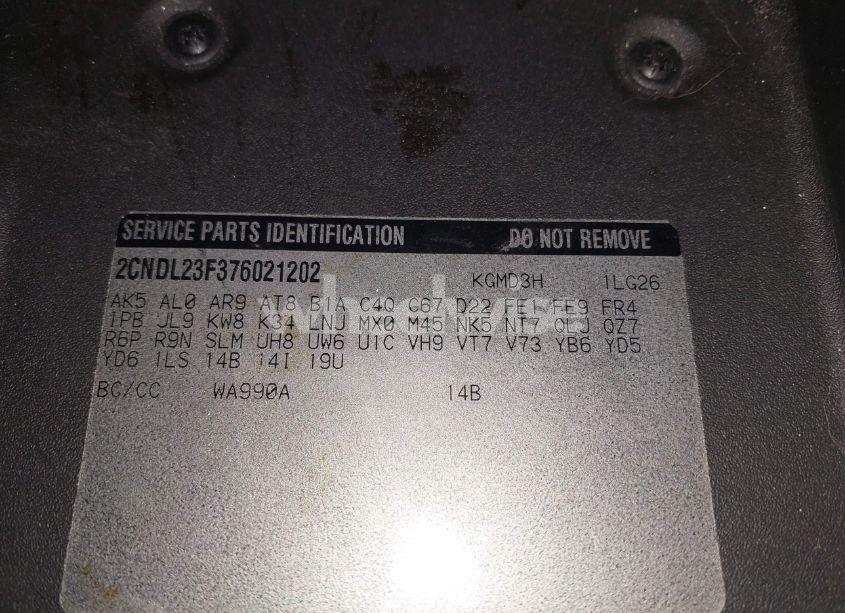 SERVICE PARTS IDENTIFICATION DO NOT REMOVE
2CNDL23F376021202 KGMD3H 1LG26
AK5 AL0 AR9 AT8 B1A C4Q C67 D22 FE1 FE9 FR4
1PB JL9 KW8 K34 LNJ MX0 M45 NK5 NT7 QLJ QZ7
R6P R9N SLM UH8 UW6 U1C VH9 VT7 V73 YB6 YD5
YD6 1LS 14B 14I 19U
BC/CC WA990A 14B